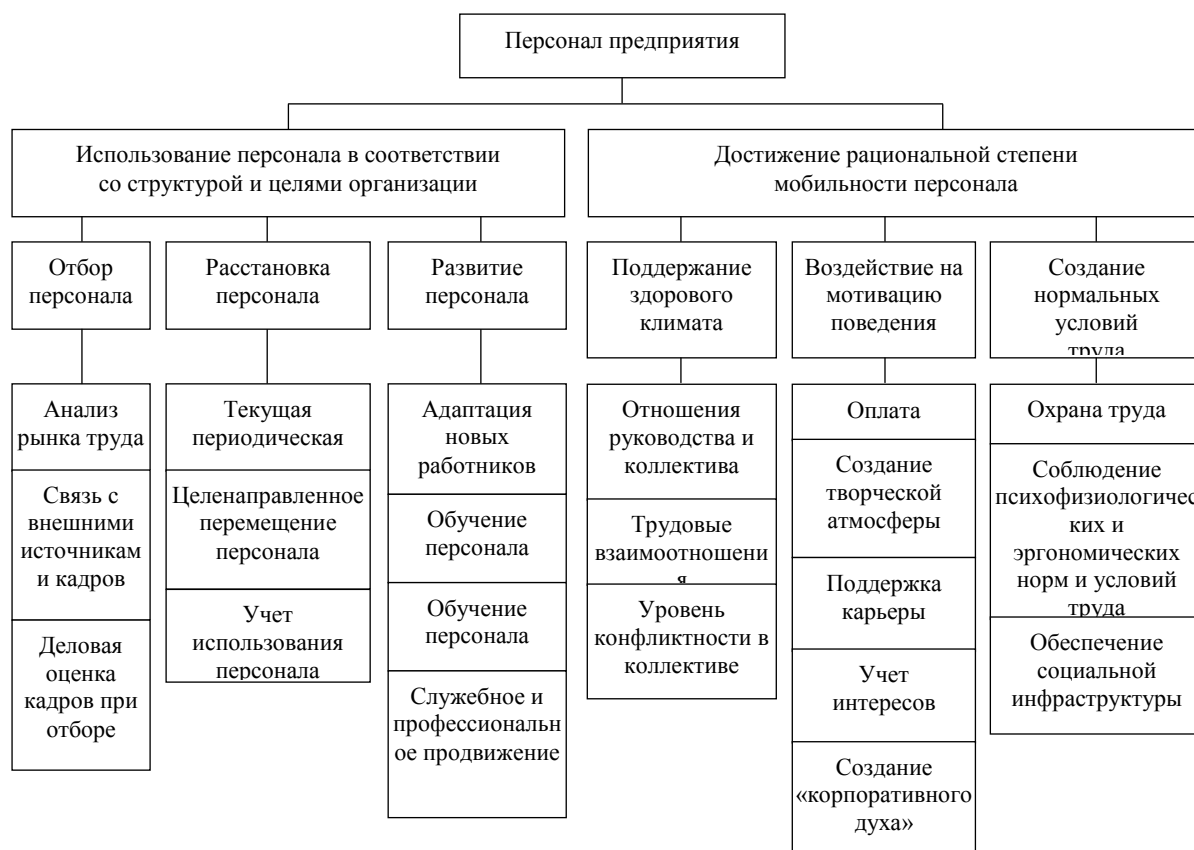 Персонал предприятия
Использование персонала в соответствии
со структурой и целями организации
Достижение рациональной степени
мобильности персонала
Отбор
персонала
Расстановка
персонала
Развитие
персонала
Поддержание
здорового
климата
Воздействие на
мотивацию
поведения
Создание
нормальных
условий
труда
Анализ
рынка труда
Связь с
внешними
источникам
и кадров
Деловая
оценка
кадров при
отборе
Текущая
периодическая
Целенаправленное
перемещение
персонала
Учет
использования
персонала
Адаптация
новых
работников
Обучение
персонала
Обучение
персонала
Служебное и
профессиональн
ое продвижение
Отношения
руководства и
коллектива
Трудовые
взаимоотношени
я
Уровень
конфликтности в
коллективе
Оплата
Создание
творческой
атмосферы
Поддержка
карьеры
Учет
интересов
Создание
«корпоративного
духа»
Охрана труда
Соблюдение
психофизиологичес
ких и
эргономических
норм и условий
труда
Обеспечение
социальной
инфраструктуры